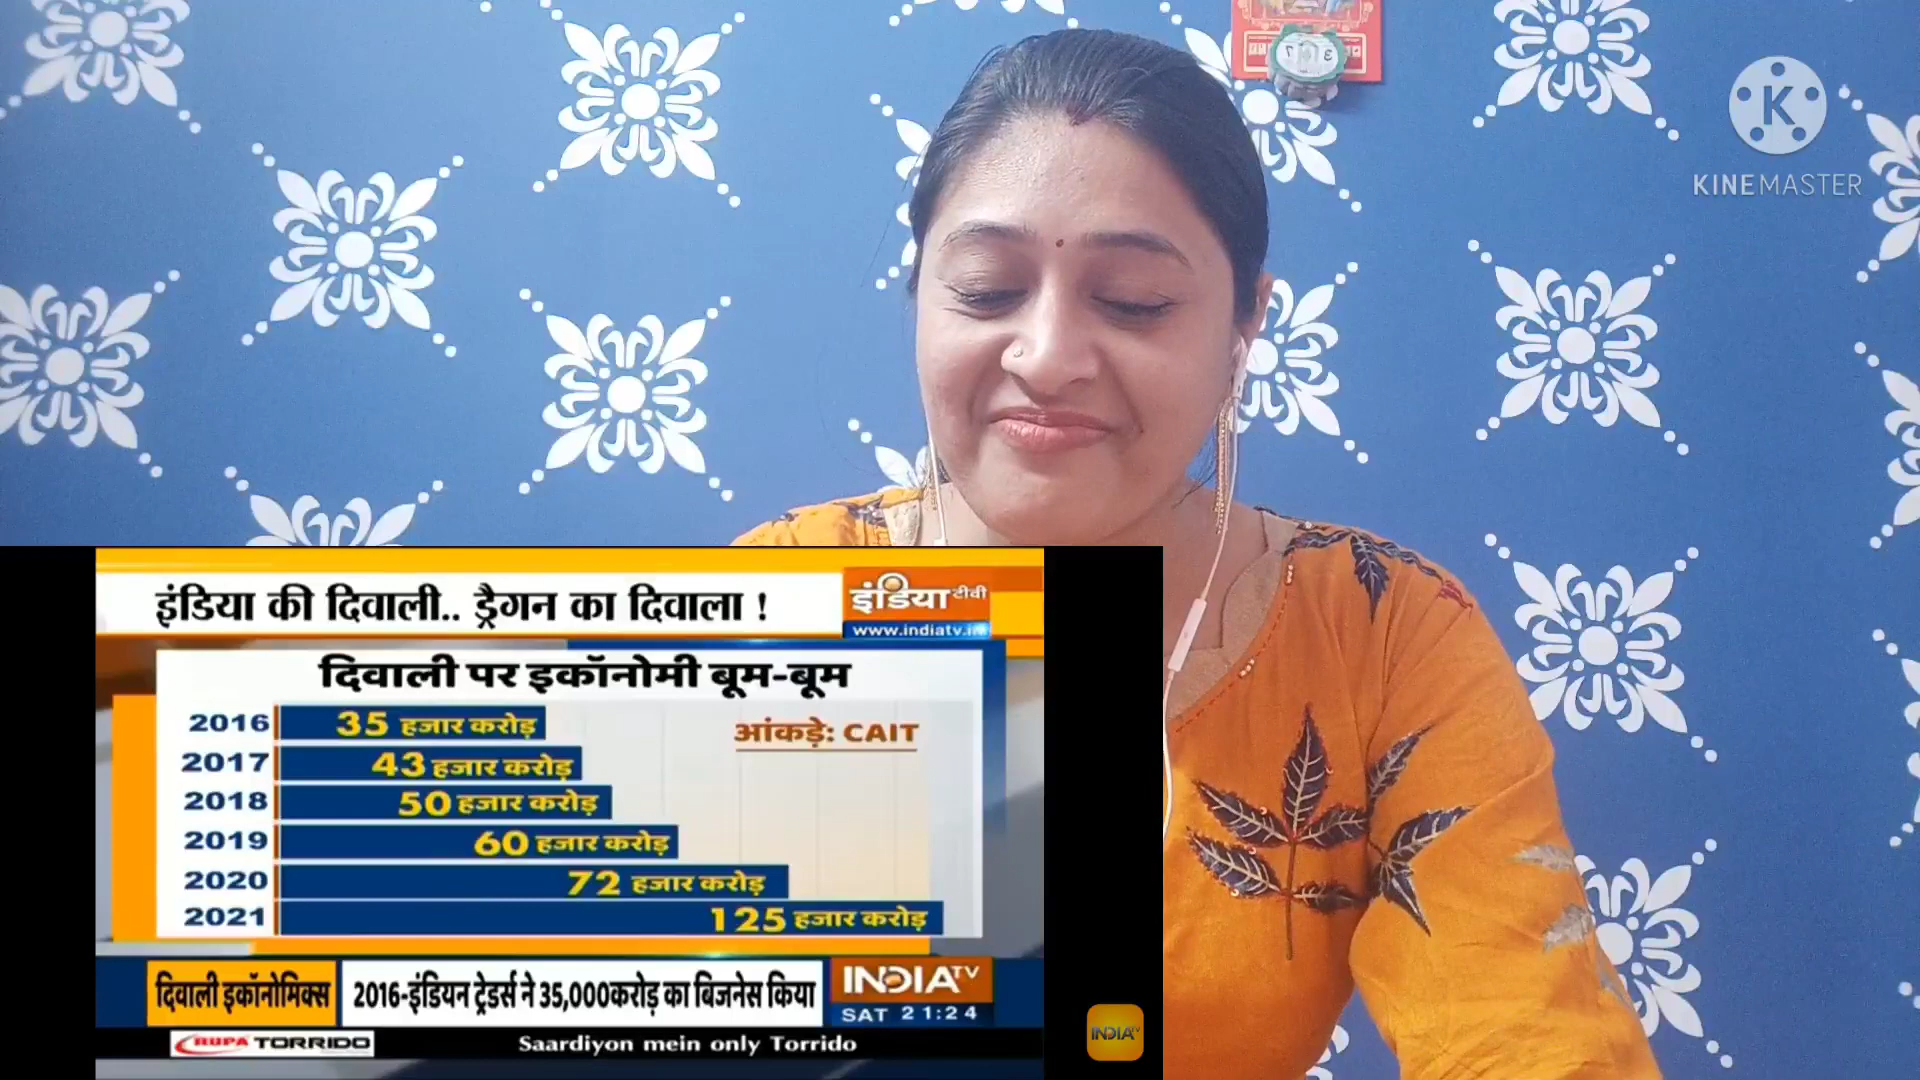 K
KINEMASTER
इंडिया की दिवाली.. ड्रैगन का दिवाला !
इंडिया टीवी
www.indiatv.in
दिवाली पर इकॉनोमी बूम-बूम
आंकड़े: CAIT
2016 35 हजार करोड़
2017 43 हजार करोड़
2018 50 हजार करोड़
2019 60 हजार करोड़
2020 72 हजार करोड़
2021 125 हजार करोड़
दिवाली इकॉनोमिक्स
2016-इंडियन ट्रेडर्स ने 35,000करोड़ का बिजनेस किया
INDIA TV
SAT 21:24
RUPA TORRIDO
Saardiyon mein only Torrido
INDIA TV